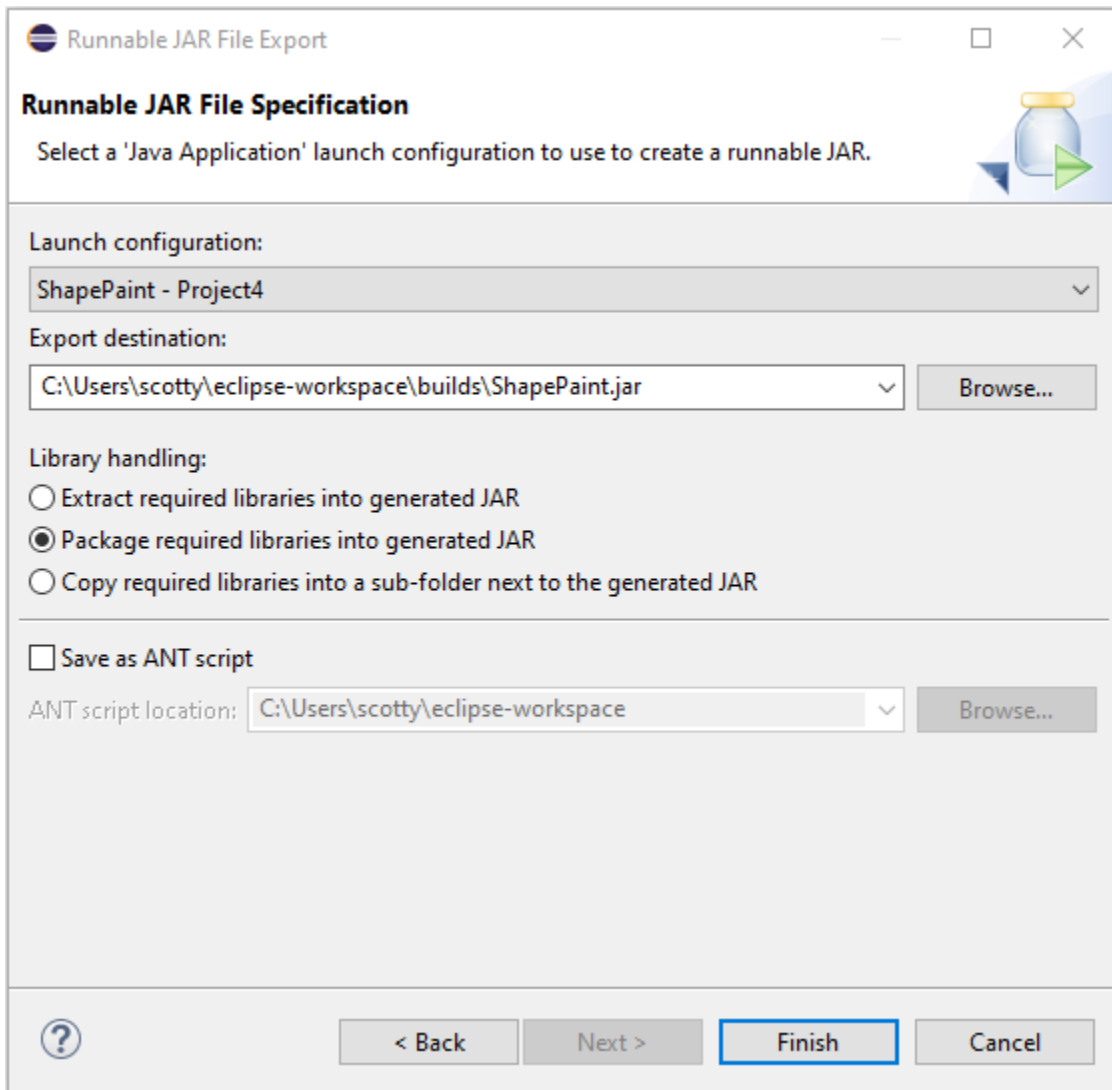 Runnable JAR File Export
Runnable JAR File Specification
Select a 'Java Application' launch configuration to use to create a runnable JAR.
Launch configuration:
ShapePaint - Project4
Export destination:
C:\Users\scotty\eclipse-workspace\builds\ShapePaint.jar Browse...
Library handling:
Extract required libraries into generated JAR
Package required libraries into generated JAR
Copy required libraries into a sub-folder next to the generated JAR
Save as ANT script
ANT script location: C:\Users\scotty\eclipse-workspace Browse...
? < Back Next > Finish Cancel